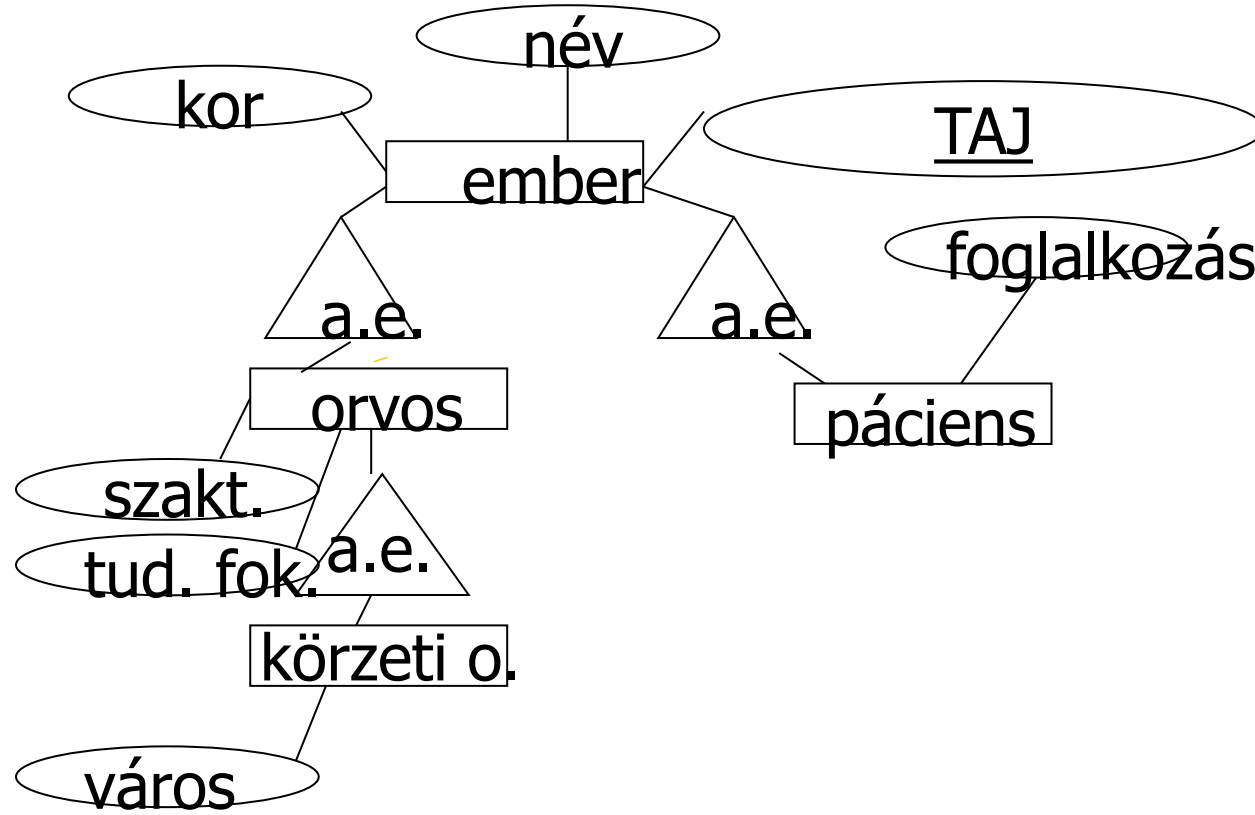 név
kor
TAJ
ember
foglalkozás
a.e.
a.e.
orvos
páciens
szakt.
a.e.
tud. fok.
körzeti o.
város